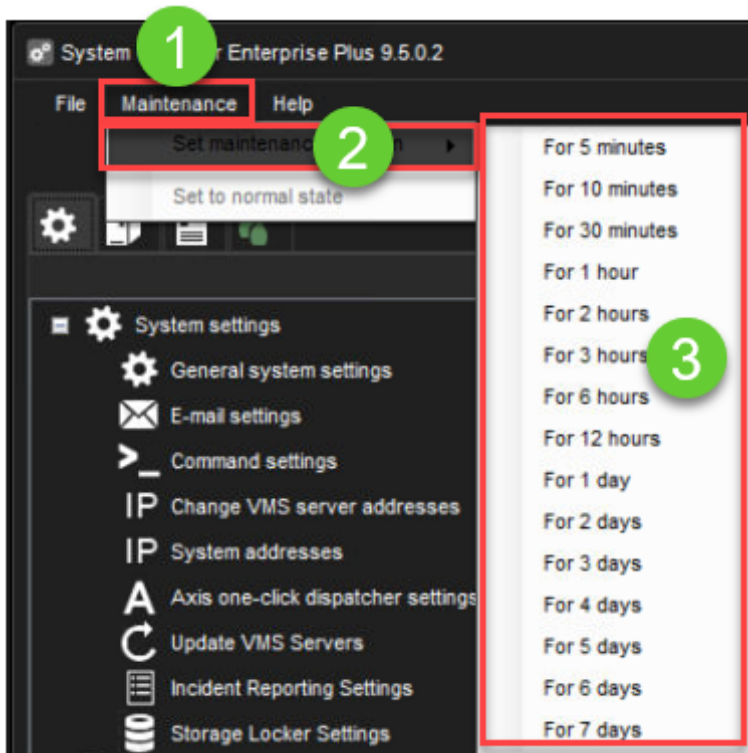 System r Enterprise Plus 9.5.0.2
1
File Maintenance Help
Set maintenanc n
2
Set to normal state
For 5 minutes
For 10 minutes
For 30 minutes
For 1 hour
For 2 hours
For 3 hours
3
For 6 hours
For 12 hours
For 1 day
For 2 days
For 3 days
For 4 days
For 5 days
For 6 days
For 7 days
System settings
General system settings
E-mail settings
>_ Command settings
IP Change VMS server addresses
IP System addresses
A Axis one-click dispatcher settings
Update VMS Servers
Incident Reporting Settings
Storage Locker Settings